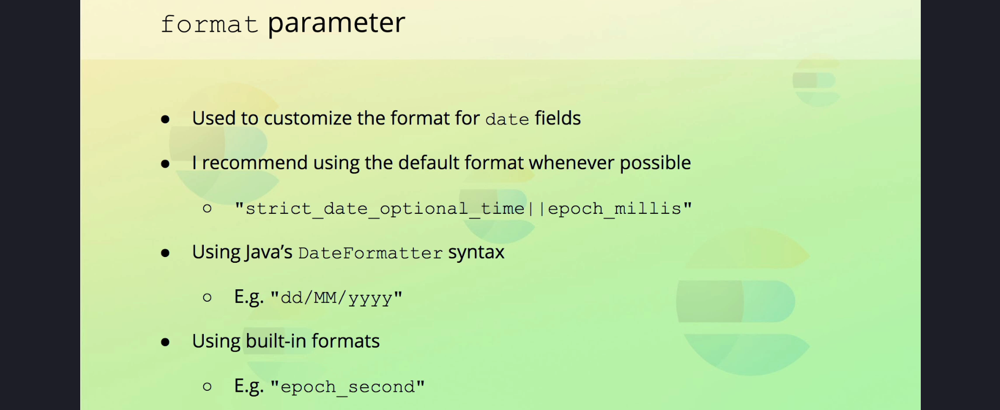 format parameter
● Used to customize the format for date fields
● I recommend using the default format whenever possible
○ "strict_date_optional_time||epoch_millis"
● Using Java’s DateFormatter syntax
○ E.g. "dd/MM/yyyy"
● Using built-in formats
○ E.g. "epoch_second"